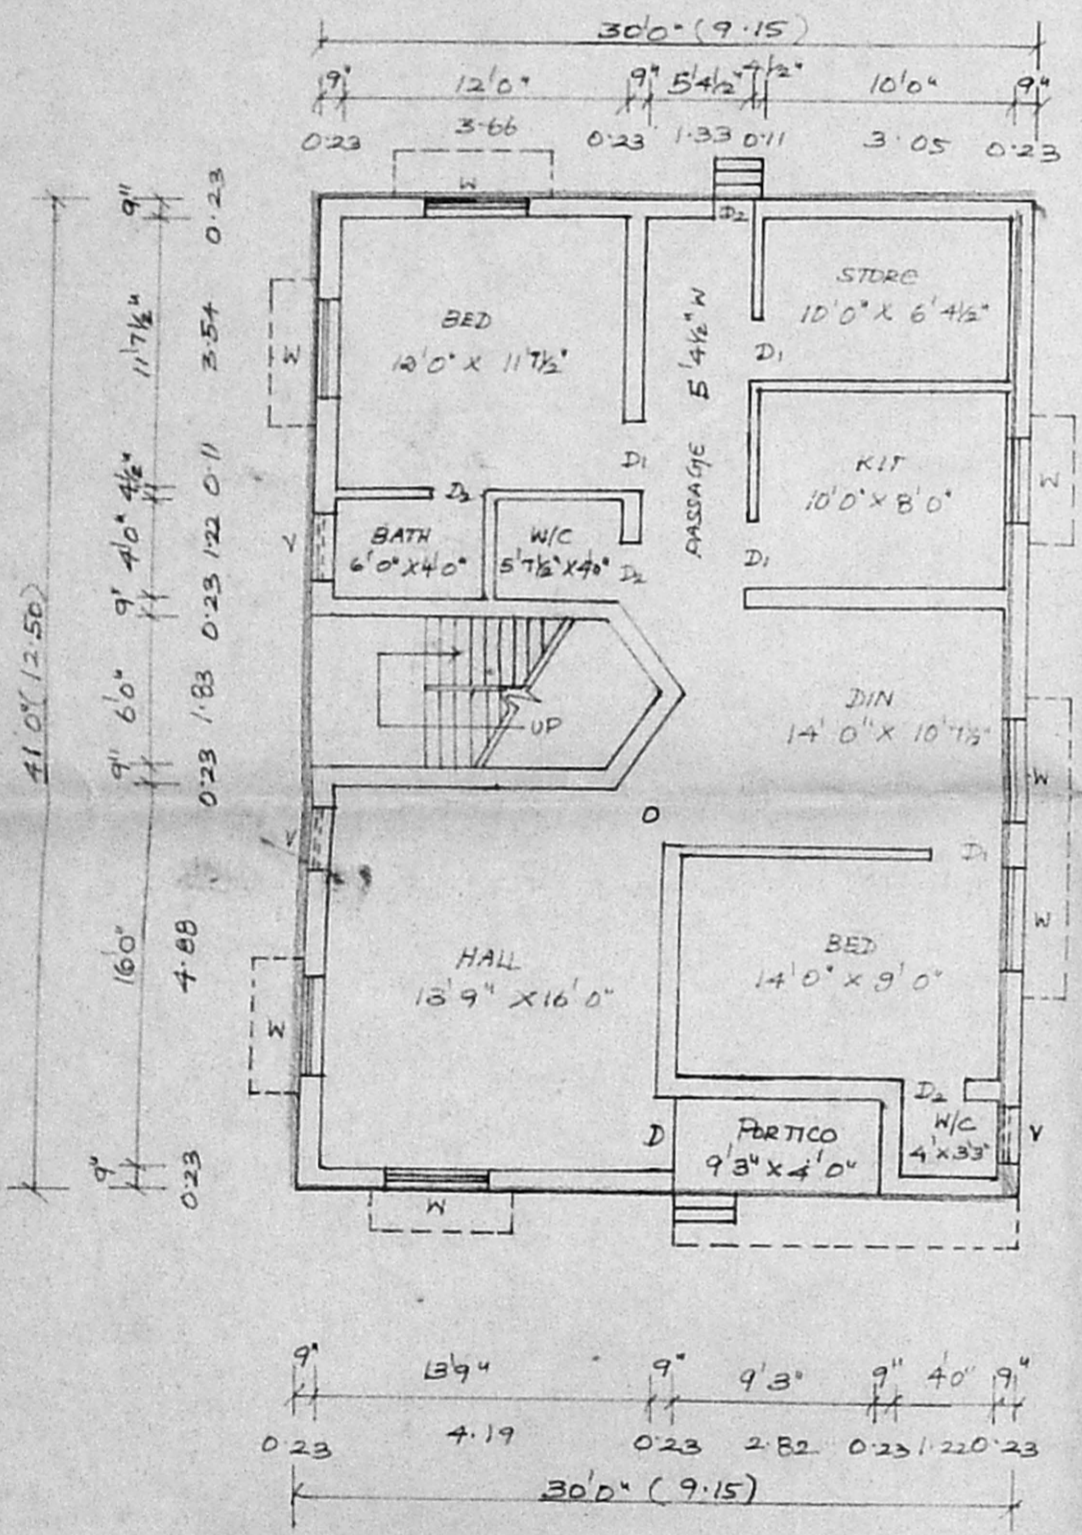 30'0" (9.15)
9" 12'0" 9" 5'4½" 4½" 10'0" 9"
0.23 3.66 0.23 1.33 0.11 3.05 0.23
W
D2
9"
0.23
STORE
10'0" X 6'4½"
BED
12'0" X 11'7½"
PASSAGE 5'4½" W
W
11'7½"
3.54
D1
KIT
10'0" X 8'0"
W
D1
D2
4½"
0.11
BATH
6'0" X 4'0"
W/C
5'7½" X 4'0"
D2
D1
V
4'0"
1.22
9"
0.23
41'0" (12.50)
6'0"
1.83
UP
DIN
14'0" X 10'7½"
9"
0.23
W
O
V
D1
HALL
13'9" X 16'0"
BED
14'0" X 9'0"
W
16'0"
4.88
W
D2
D
PORTICO
9'3" X 4'0"
W/C
4' X 3'3"
V
9"
0.23
W
9" 13'9" 9" 9'3" 9" 4'0" 9"
0.23 4.19 0.23 2.82 0.23 1.22 0.23
30'0" (9.15)